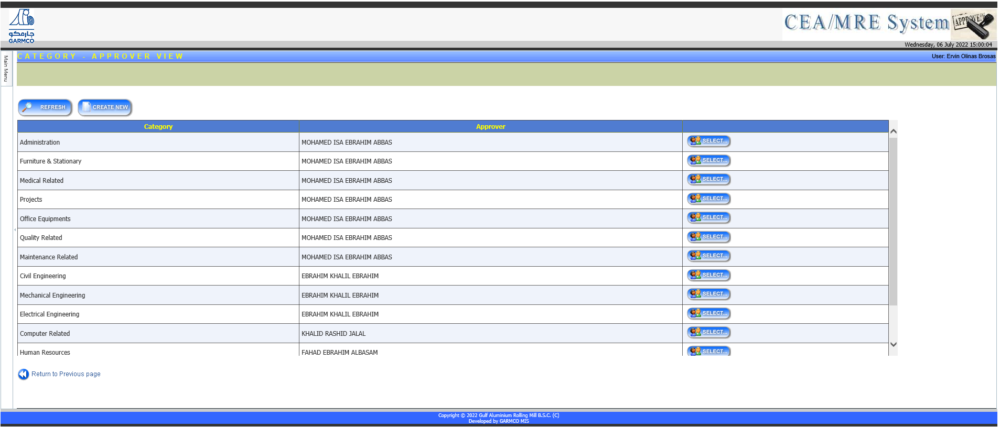 جارمكو
GARMCO
CEA/MRE System
APPROVED
Wednesday, 06 July 2022 15:00:04
Main Menu
CATEGORY - APPROVER VIEW
User: Ervin Olinas Brosas
REFRESH CREATE NEW
Category Approver
Administration MOHAMED ISA EBRAHIM ABBAS SELECT...
Furniture & Stationary MOHAMED ISA EBRAHIM ABBAS SELECT...
Medical Related MOHAMED ISA EBRAHIM ABBAS SELECT...
Projects MOHAMED ISA EBRAHIM ABBAS SELECT...
Office Equipments MOHAMED ISA EBRAHIM ABBAS SELECT...
Quality Related MOHAMED ISA EBRAHIM ABBAS SELECT...
Maintenance Related MOHAMED ISA EBRAHIM ABBAS SELECT...
Civil Engineering EBRAHIM KHALIL EBRAHIM SELECT...
Mechanical Engineering EBRAHIM KHALIL EBRAHIM SELECT...
Electrical Engineering EBRAHIM KHALIL EBRAHIM SELECT...
Computer Related KHALID RASHID JALAL SELECT...
Human Resources FAHAD EBRAHIM ALBASAM SELECT...
Return to Previous page
Copyright © 2022 Gulf Aluminium Rolling Mill B.S.C. (C)
Developed by GARMCO MIS